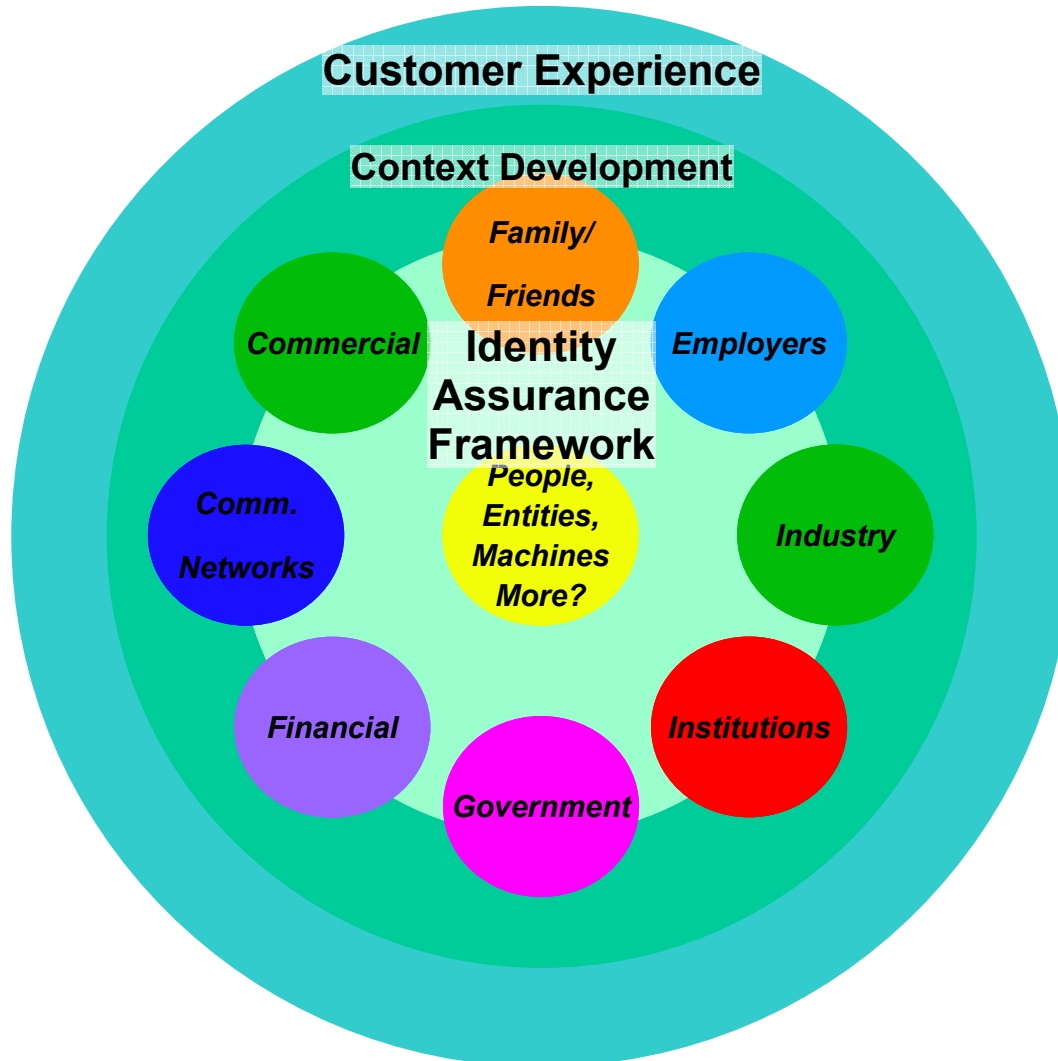 Customer Experience
Context Development
Family/
Friends
Commercial
Identity
Assurance
Framework
Employers
Comm.
Networks
People,
Entities,
Machines
More?
Industry
Financial
Institutions
Government